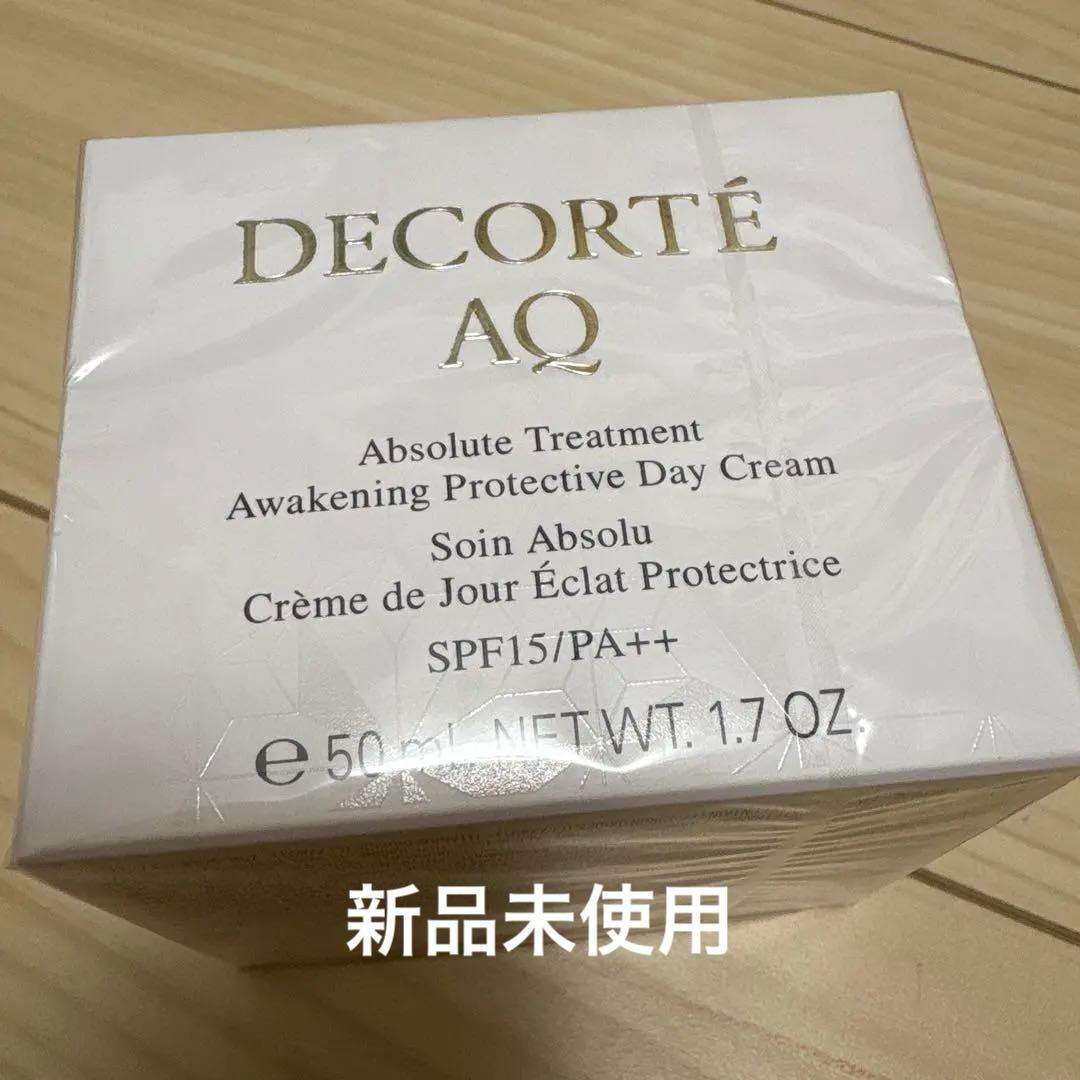 DECORTÉ
AQ
Absolute Treatment
Awakening Protective Day Cream
Soin Absolu
Crème de Jour Éclat Protectrice
SPF15/PA++
℮ 50 mL NET WT. 1.7 OZ.
新品未使用